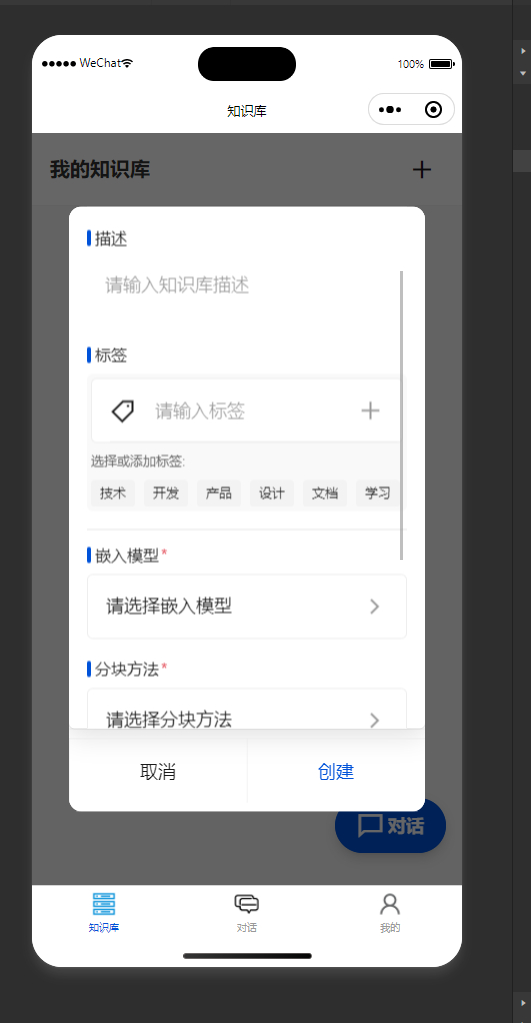 WeChat 100%
知识库
我的知识库
描述
请输入知识库描述
标签
请输入标签
选择或添加标签:
技术 开发 产品 设计 文档 学习
嵌入模型*
请选择嵌入模型
分块方法*
请选择分块方法
取消 创建
对话
知识库 对话 我的